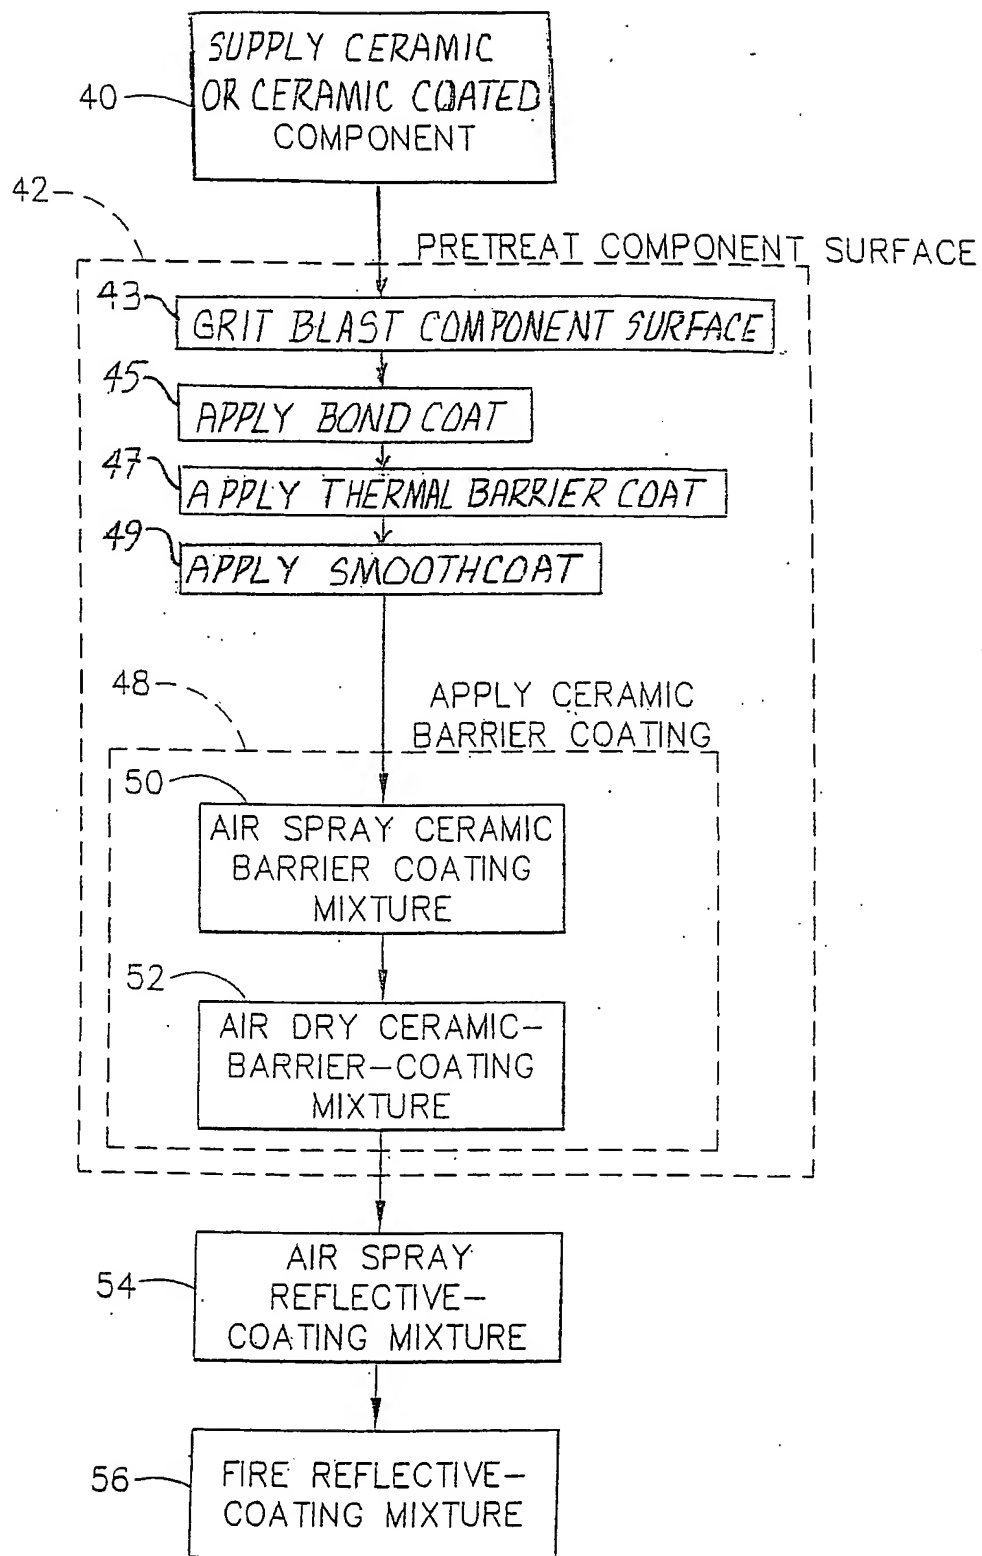 SUPPLY CERAMIC
OR CERAMIC COATED
COMPONENT
40
42
PRETREAT COMPONENT SURFACE
43
GRIT BLAST COMPONENT SURFACE
45
APPLY BOND COAT
47
APPLY THERMAL BARRIER COAT
49
APPLY SMOOTHCOAT
48
APPLY CERAMIC
BARRIER COATING
50
AIR SPRAY CERAMIC
BARRIER COATING
MIXTURE
52
AIR DRY CERAMIC–
BARRIER–COATING
MIXTURE
54
AIR SPRAY
REFLECTIVE–
COATING MIXTURE
56
FIRE REFLECTIVE–
COATING MIXTURE